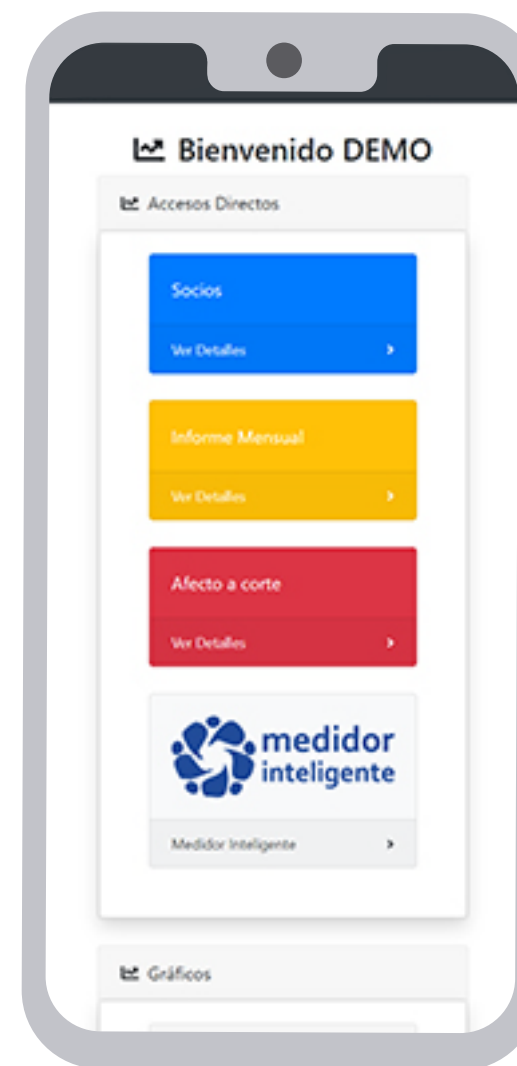 Bienvenido DEMO
Accesos Directos
Socios
Ver Detalles
Informe Mensual
Ver Detalles
Afecto a corte
Ver Detalles
medidor
inteligente
Medidor Inteligente
Gráficos